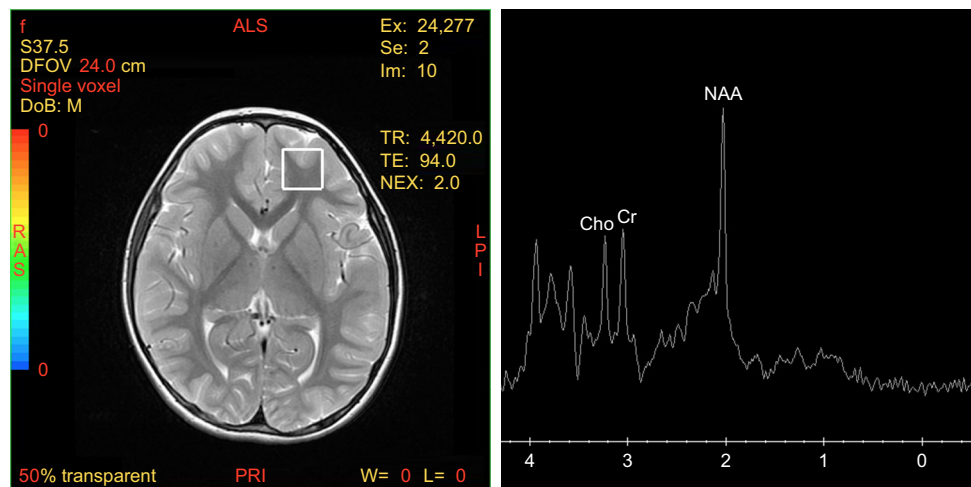 f
S37.5
DFOV 24.0 cm
Single voxel
DoB: M
ALS
Ex: 24,277
Se: 2
Im: 10
0
TR: 4,420.0
TE: 94.0
NEX: 2.0
R
A
S
L
P
I
0
50% transparent
PRI
W= 0 L= 0
NAA
Cho
Cr
4 3 2 1 0